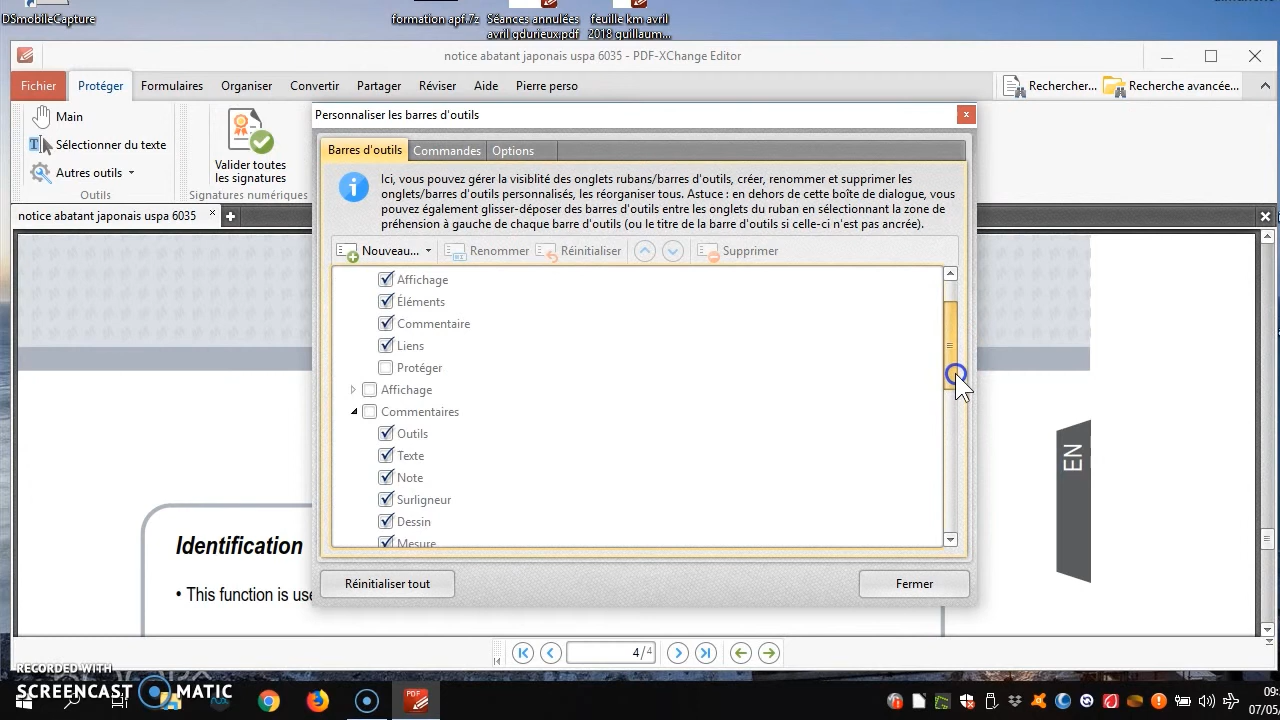 DSmobileCapture
formation apf.7z
Séances annulées
avril gdurieux.pdf
feuille km avril
2018 guillaum...
notice abatant japonais uspa 6035 - PDF-XChange Editor
Fichier Protéger Formulaires Organiser Convertir Partager Réviser Aide Pierre perso
Rechercher... Recherche avancée...
Main
Sélectionner du texte
Autres outils
Outils
Valider toutes
les signatures
Signatures numériques
notice abatant japonais uspa 6035
Personnaliser les barres d'outils
Barres d'outils Commandes Options
Ici, vous pouvez gérer la visiblité des onglets rubans/barres d'outils, créer, renommer et supprimer les
onglets/barres d'outils personnalisés, les réorganiser tous. Astuce : en dehors de cette boîte de dialogue, vous
pouvez également glisser-déposer des barres d'outils entre les onglets du ruban en sélectionnant la zone de
préhension à gauche de chaque barre d'outils (ou le titre de la barre d'outils si celle-ci n'est pas ancrée).
Nouveau... Renommer Réinitialiser Supprimer
Affichage
Éléments
Commentaire
Liens
Protéger
Affichage
Commentaires
Outils
Texte
Note
Surligneur
Dessin
Mesure
Réinitialiser tout
Fermer
EN
Identification
• This function is use
4/4
RECORDED WITH
SCREENCAST MATIC
09:
07/05